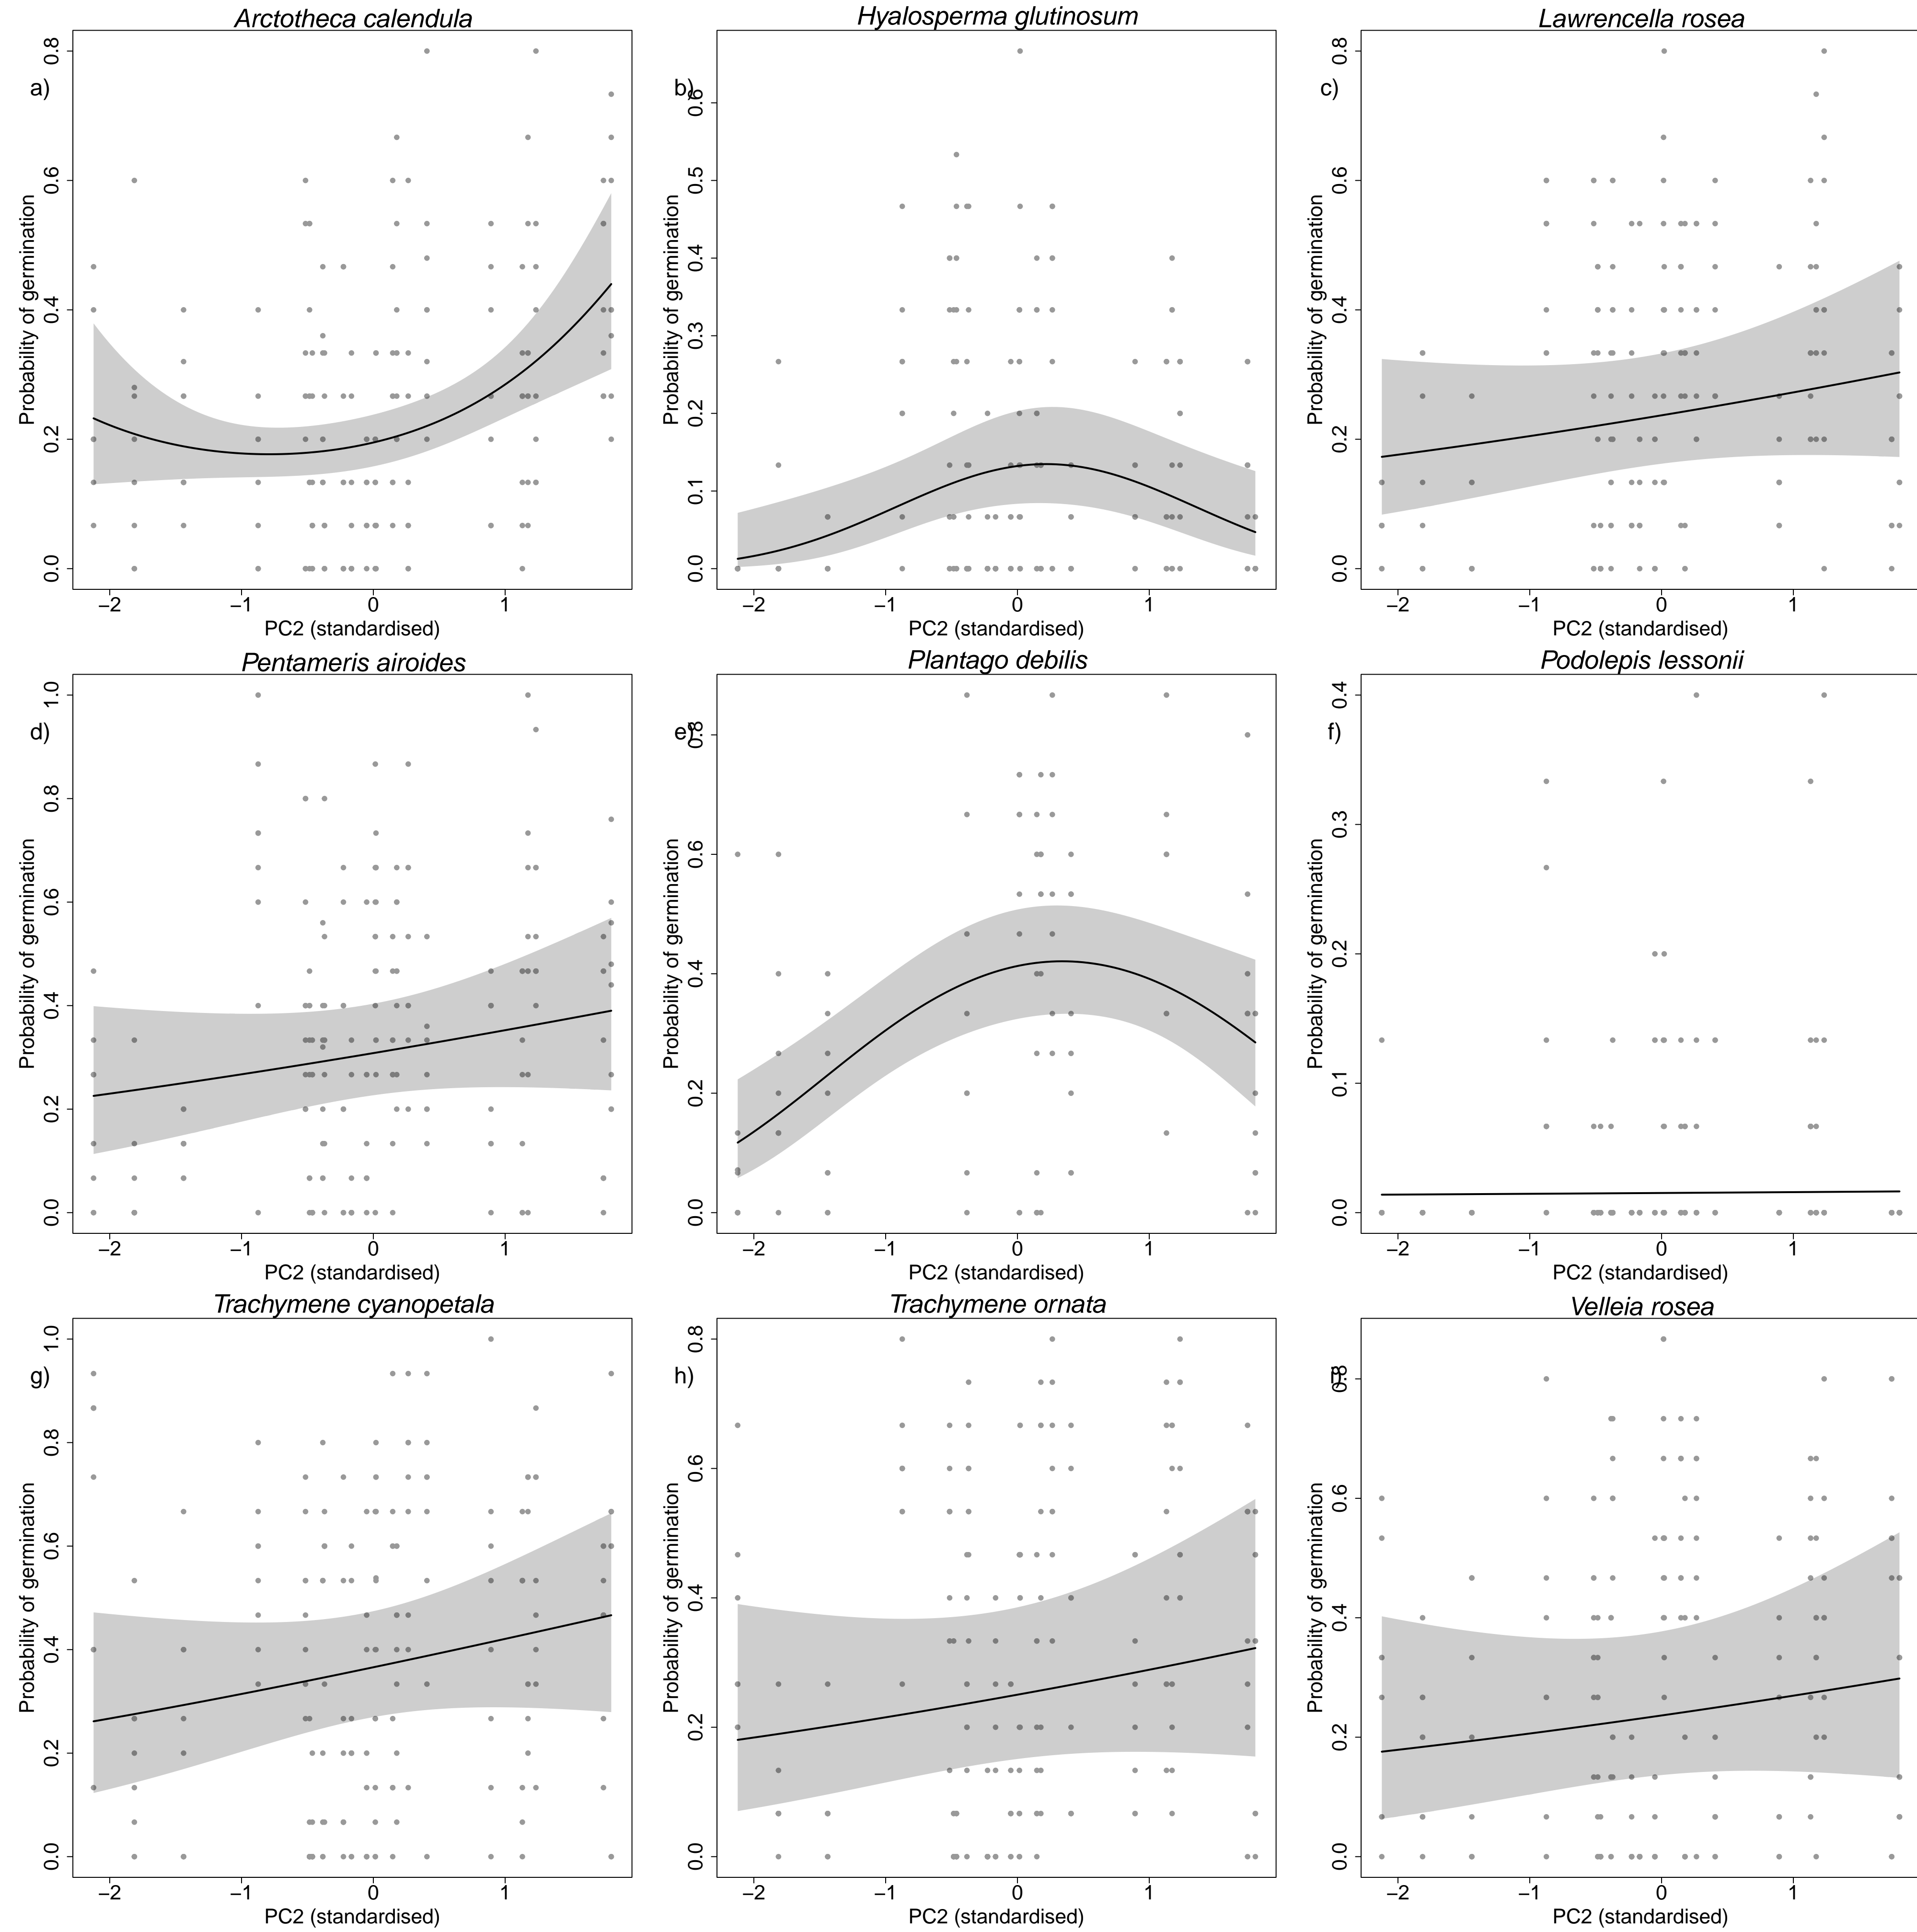 Arctotheca calendula
a)
Probability of germination
0.0 0.2 0.4 0.6 0.8
−2 −1 0 1
PC2 (standardised)
Hyalosperma glutinosum
b)
Probability of germination
0.0 0.1 0.2 0.3 0.4 0.5 0.6
−2 −1 0 1
PC2 (standardised)
Lawrencella rosea
c)
Probability of germination
0.0 0.2 0.4 0.6 0.8
−2 −1 0 1
PC2 (standardised)
Pentameris airoides
d)
Probability of germination
0.0 0.2 0.4 0.6 0.8 1.0
−2 −1 0 1
PC2 (standardised)
Plantago debilis
e)
Probability of germination
0.0 0.2 0.4 0.6 0.8
−2 −1 0 1
PC2 (standardised)
Podolepis lessonii
f)
Probability of germination
0.0 0.1 0.2 0.3 0.4
−2 −1 0 1
PC2 (standardised)
Trachymene cyanopetala
g)
Probability of germination
0.0 0.2 0.4 0.6 0.8 1.0
−2 −1 0 1
PC2 (standardised)
Trachymene ornata
h)
Probability of germination
0.0 0.2 0.4 0.6 0.8
−2 −1 0 1
PC2 (standardised)
Velleia rosea
i)
Probability of germination
0.0 0.2 0.4 0.6 0.8
−2 −1 0 1
PC2 (standardised)